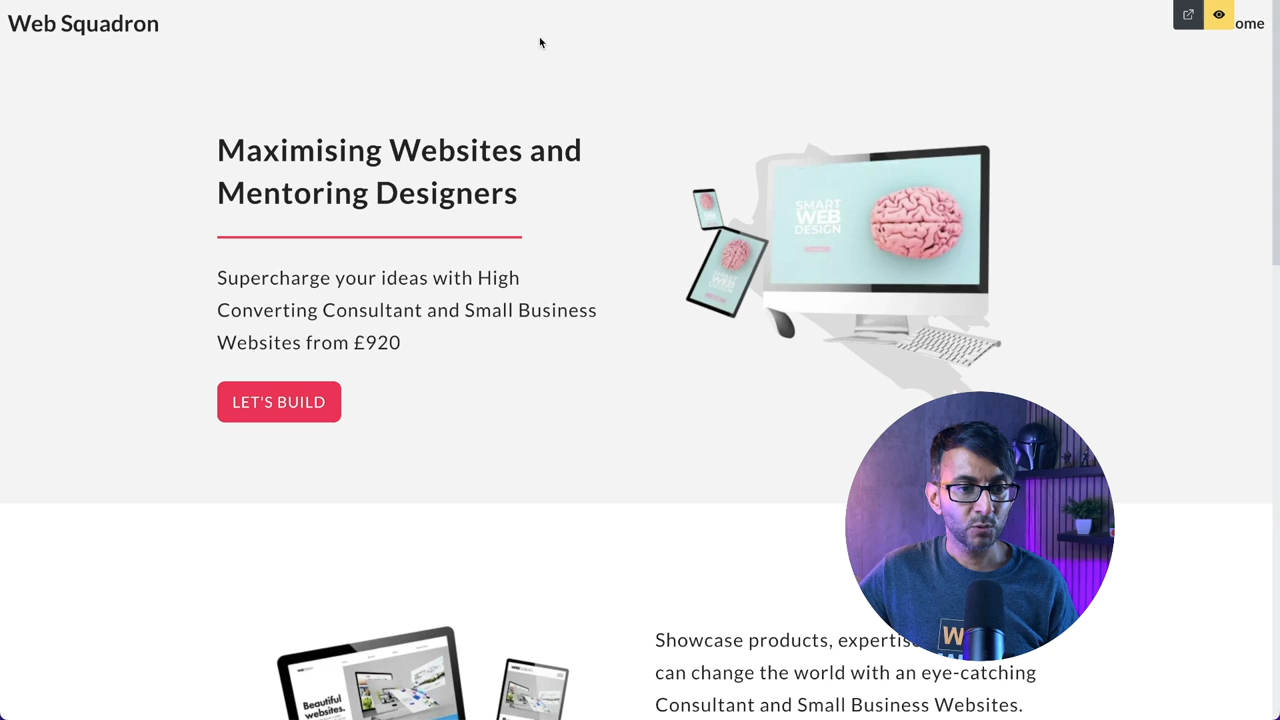 Web Squadron
ome
Maximising Websites and
Mentoring Designers
Supercharge your ideas with High
Converting Consultant and Small Business
Websites from £920
LET'S BUILD
SMART
WEB
DESIGN
Showcase products, expertis
can change the world with an eye-catching
Consultant and Small Business Websites.
Beautiful
websites.
W